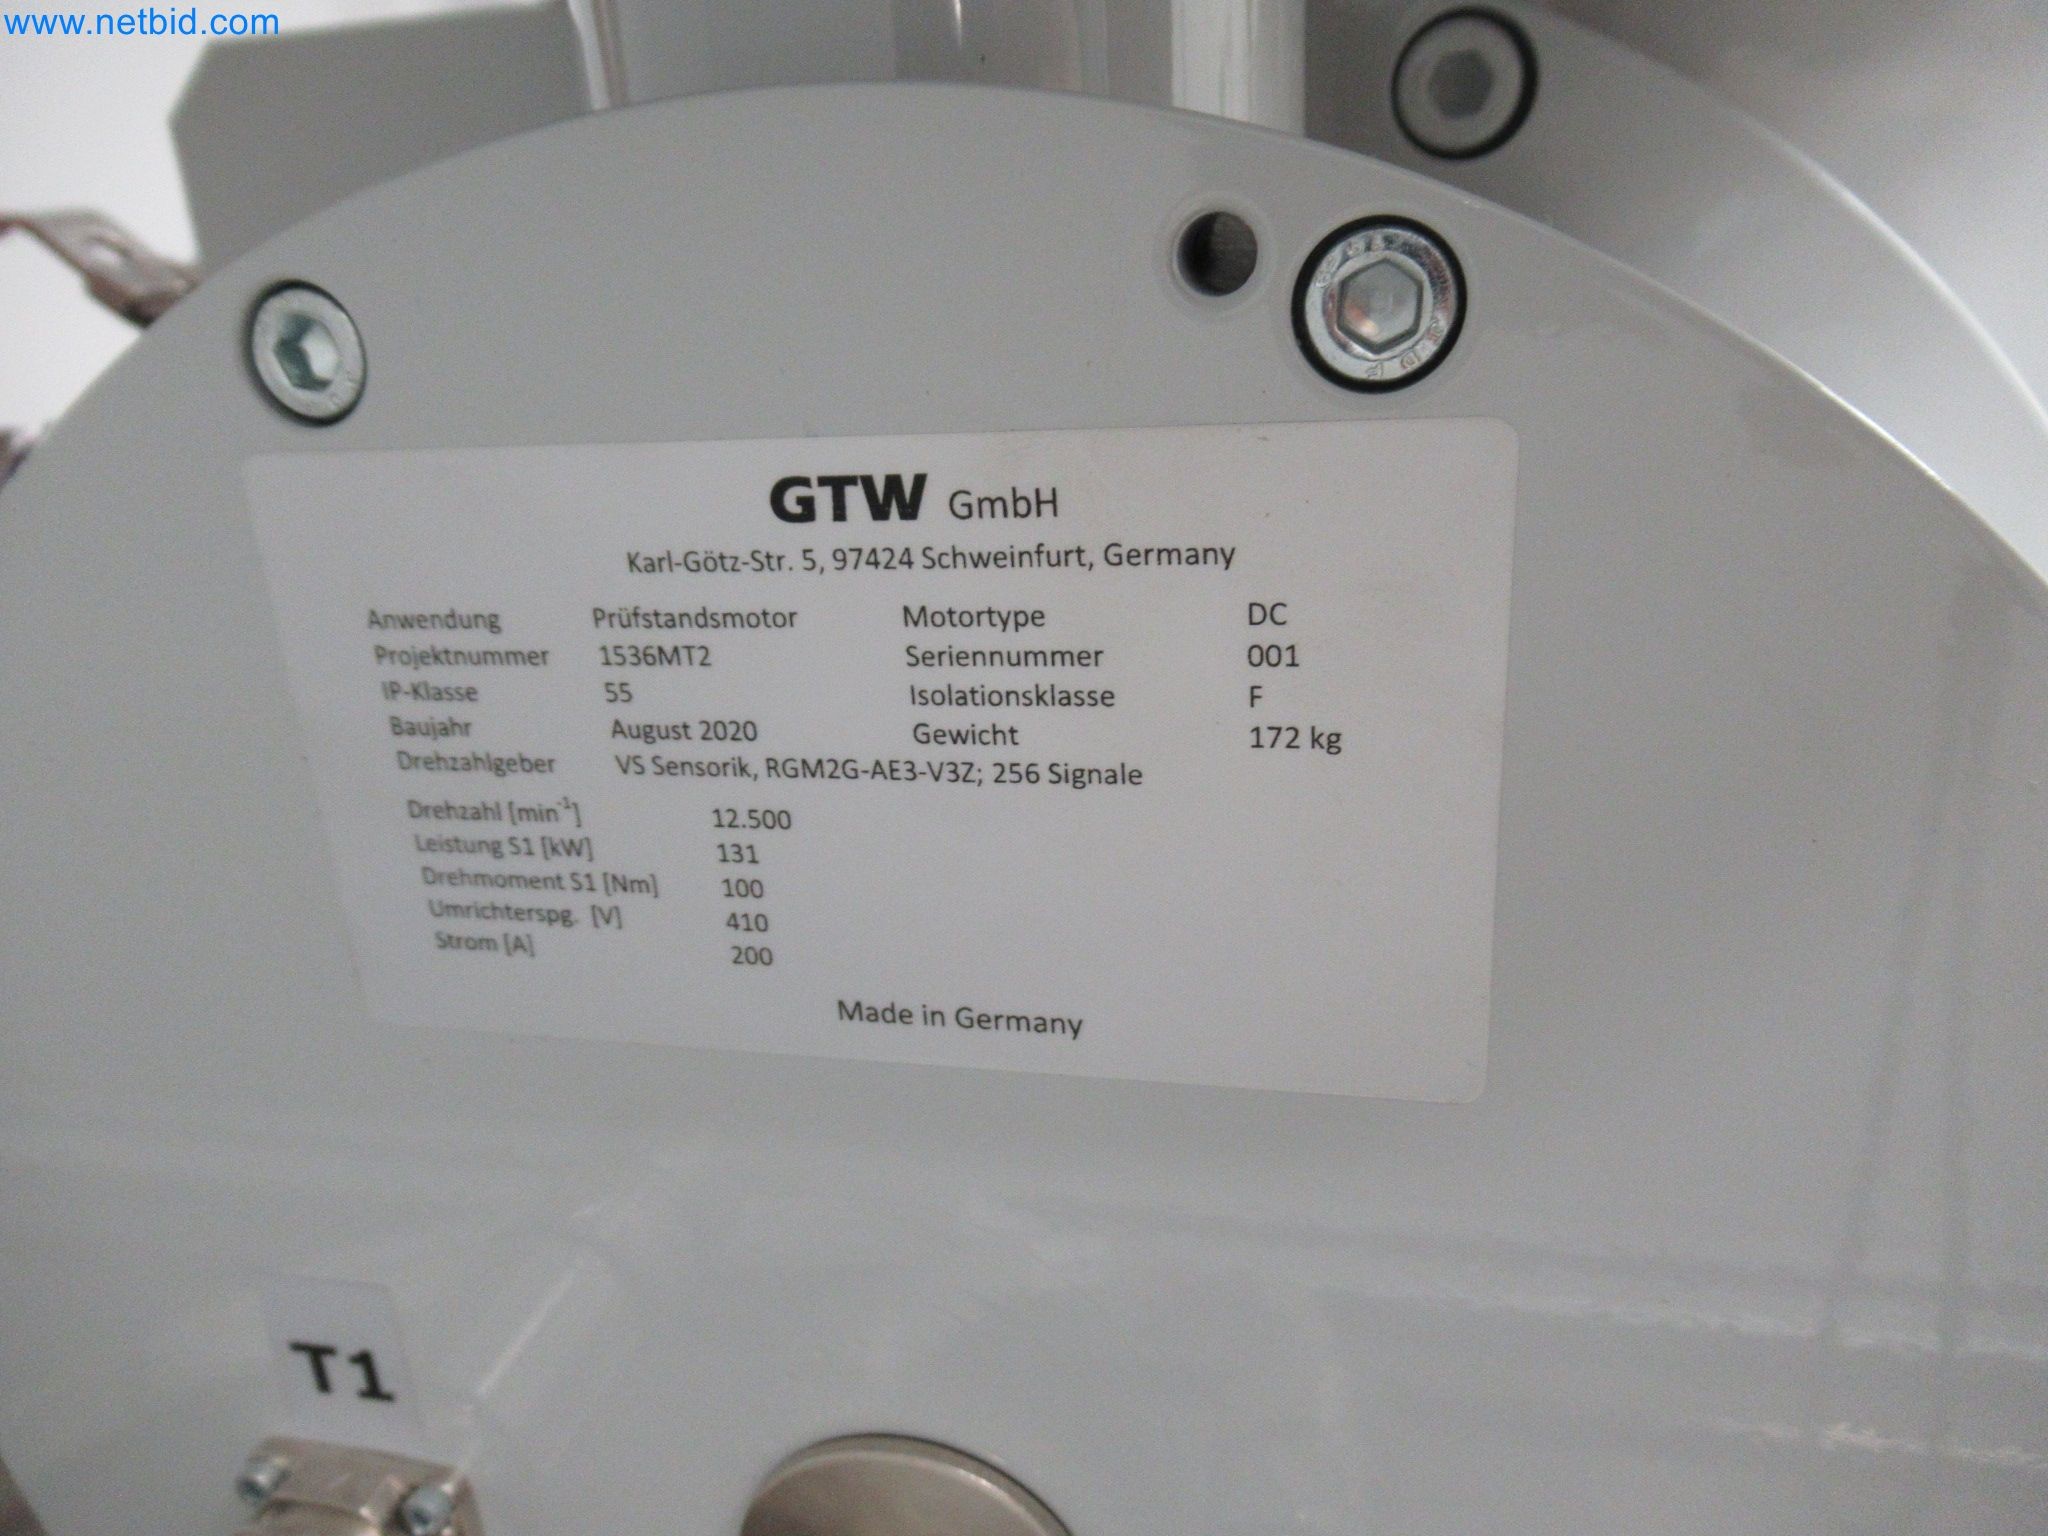 www.netbid.com
GTW GmbH
Karl-Götz-Str. 5, 97424 Schweinfurt, Germany
Anwendung Prüfstandsmotor Motortype DC
Projektnummer 1536MT2 Seriennummer 001
IP-Klasse 55 Isolationsklasse F
Baujahr August 2020 Gewicht 172 kg
Drehzahlgeber VS Sensorik, RGM2G-AE3-V3Z; 256 Signale
Drehzahl [min⁻¹] 12.500
Leistung S1 [kW] 131
Drehmoment S1 [Nm] 100
Umrichterspg. [V] 410
Strom [A] 200
Made in Germany
T1